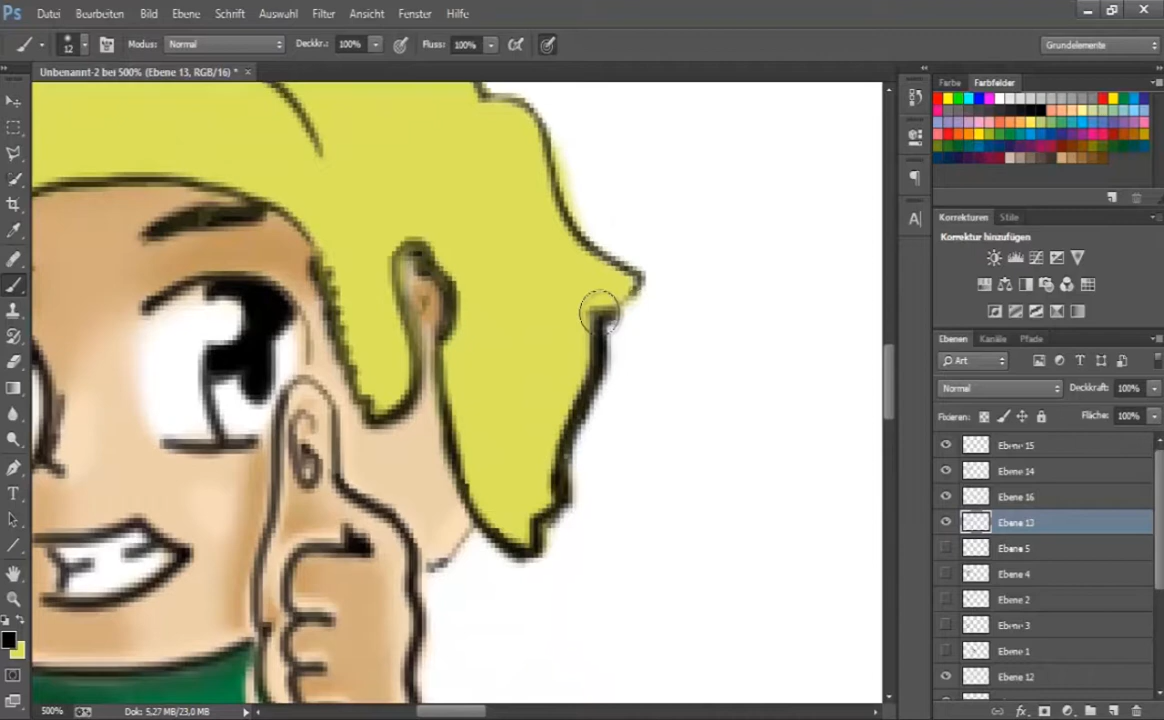 Ps Datei Bearbeiten Bild Ebene Schrift Auswahl Filter Ansicht Fenster Hilfe
12 Modus: Normal Deckkr.: 100% Fluss: 100% Grundelemente
Unbenannt-2 bei 500% (Ebene 13, RGB/16) *
Farbe Farbfelder
Korrekturen Stile
Korrektur hinzufügen
Ebenen Kanäle Pfade
Art
Normal Deckkraft: 100%
Fixieren: Fläche: 100%
Ebene 15
Ebene 14
Ebene 16
Ebene 13
Ebene 5
Ebene 4
Ebene 2
Ebene 3
Ebene 1
Ebene 12
500% Dok: 5,27 MB/23,0 MB